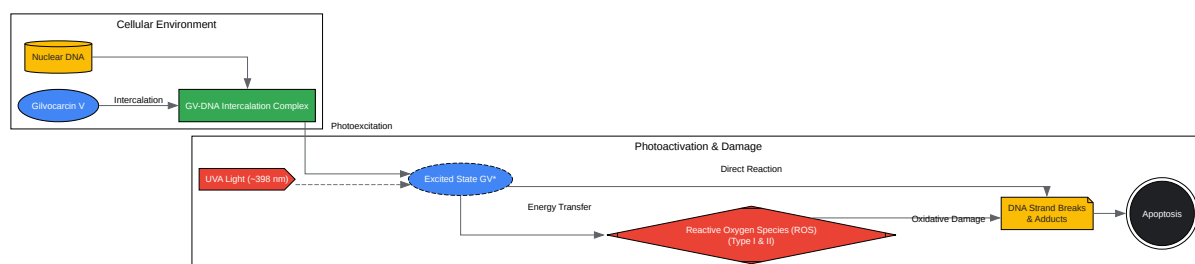 Cellular Environment
Nuclear DNA
Gilvocarcin V
Intercalation
GV-DNA Intercalation Complex
Photoexcitation
Photoactivation & Damage
UVA Light (~398 nm)
Excited State GV*
Direct Reaction
Energy Transfer
Reactive Oxygen Species (ROS)
(Type I & II)
Oxidative Damage
DNA Strand Breaks
& Adducts
Apoptosis